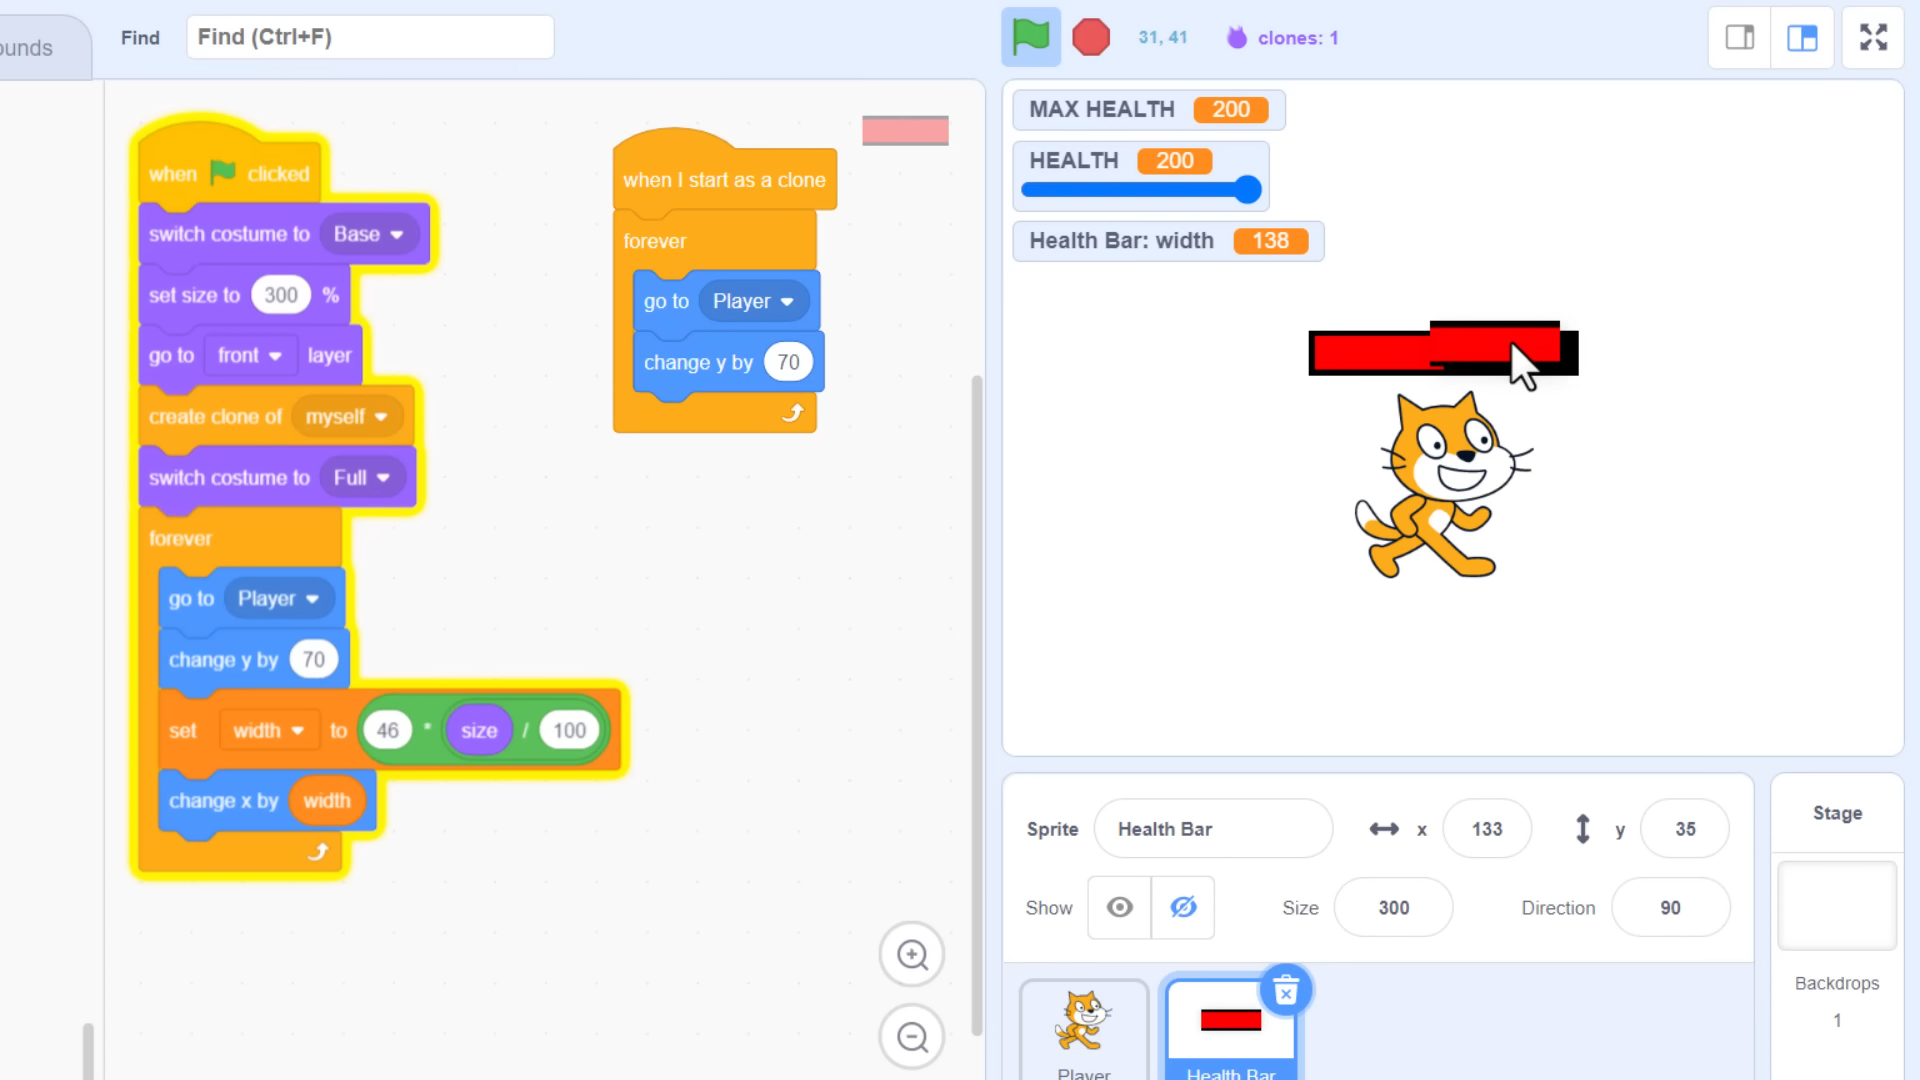 ounds
Find
Find (Ctrl+F)
31, 41
clones: 1
when clicked
switch costume to Base
set size to 300 %
go to front layer
create clone of myself
switch costume to Full
forever
go to Player
change y by 70
set width to 46 * size / 100
change x by width
when I start as a clone
forever
go to Player
change y by 70
MAX HEALTH 200
HEALTH 200
Health Bar: width 138
Sprite Health Bar x 133 y 35
Show Size 300 Direction 90
Player
Health Bar
Stage
Backdrops
1